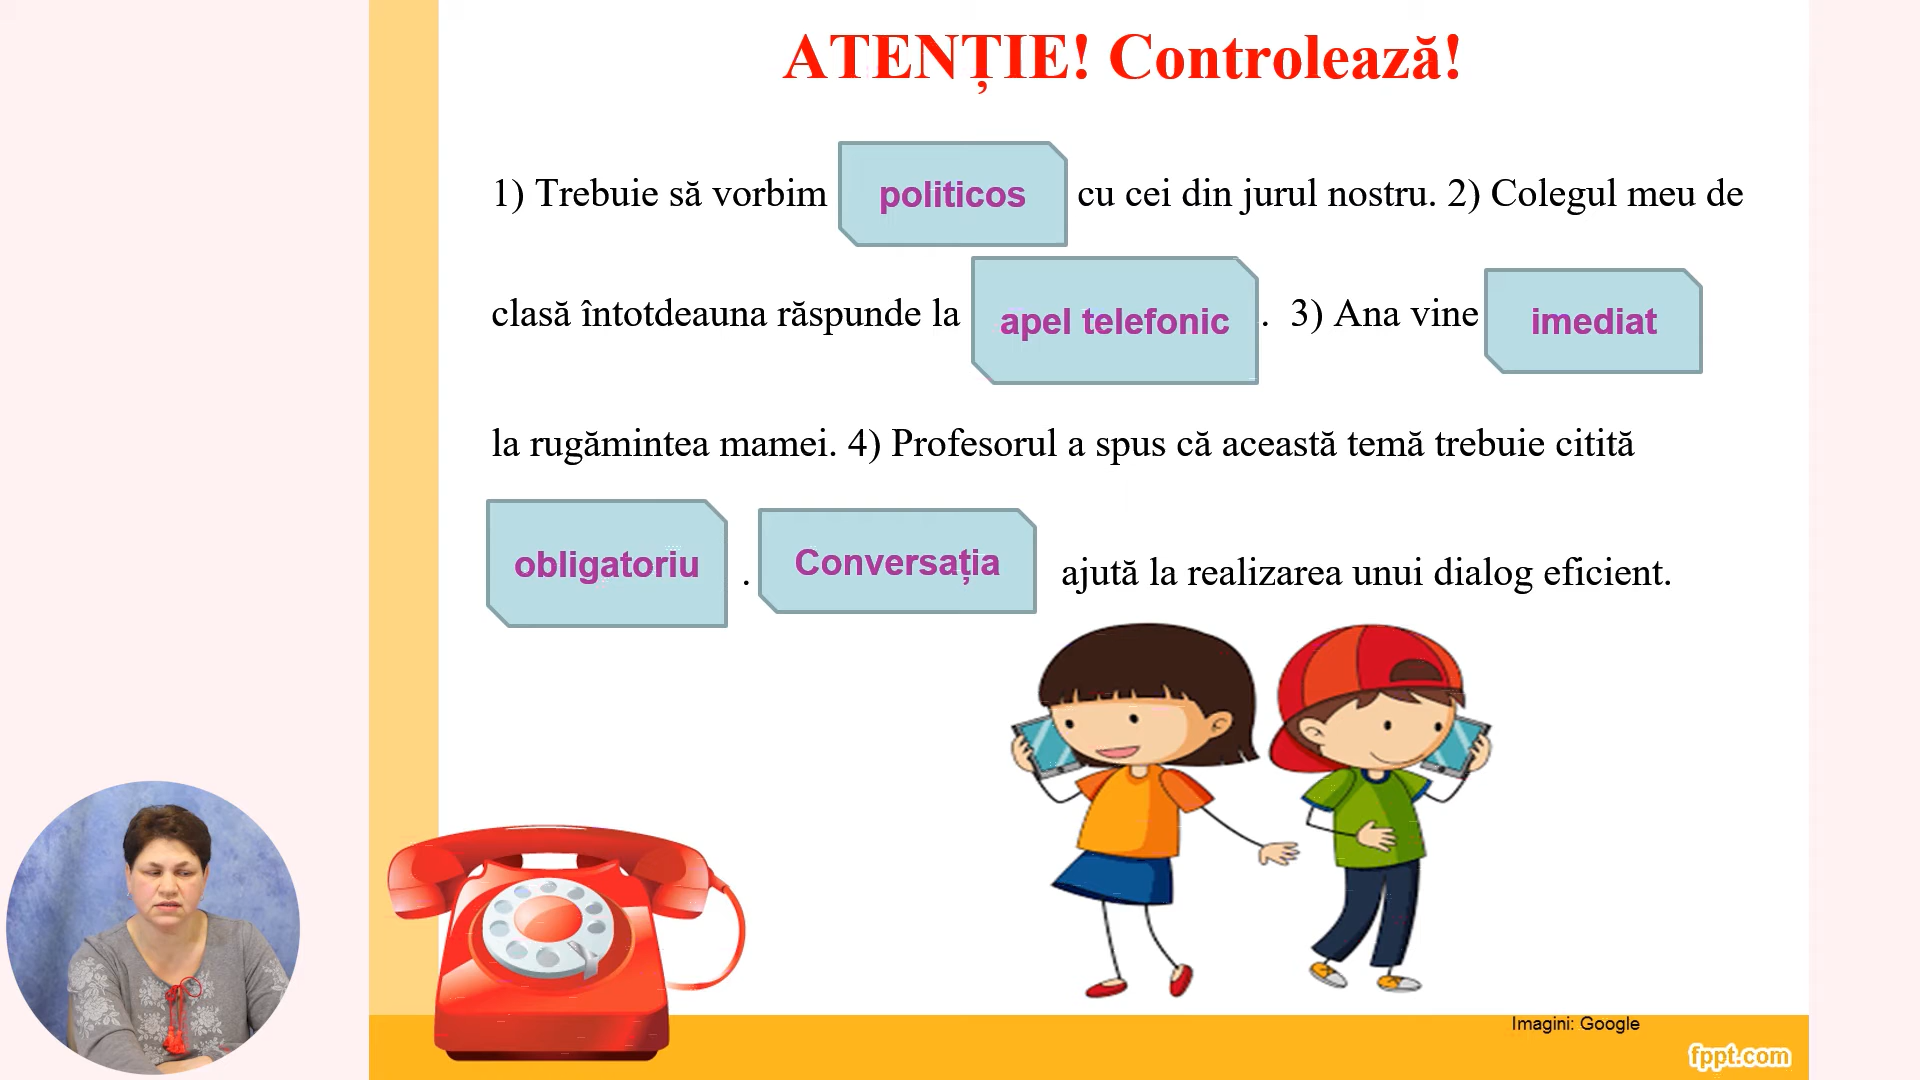 ATENȚIE! Controlează!
1) Trebuie să vorbim politicos cu cei din jurul nostru. 2) Colegul meu de
clasă întotdeauna răspunde la apel telefonic . 3) Ana vine imediat
la rugămintea mamei. 4) Profesorul a spus că această temă trebuie citită
obligatoriu . Conversația ajută la realizarea unui dialog eficient.
Imagini: Google
fppt.com